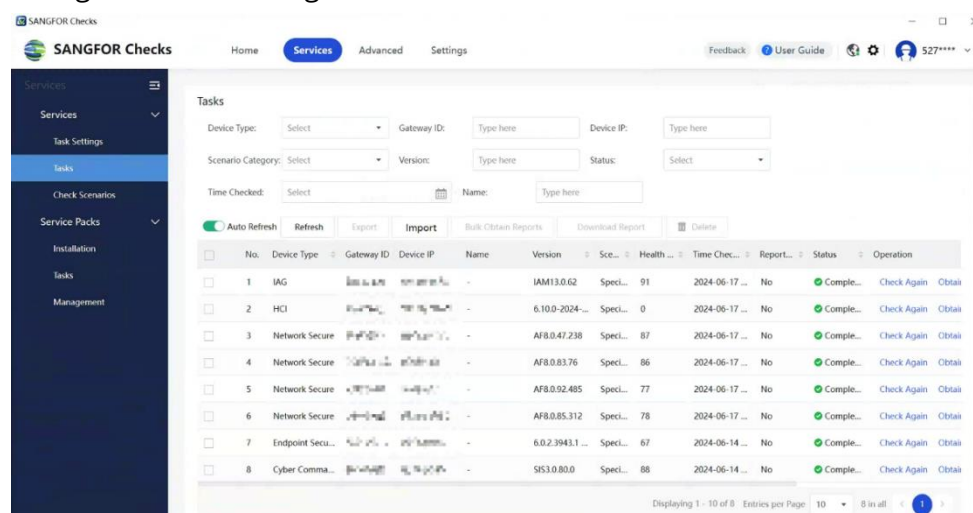 SANGFOR Checks
SANGFOR Checks Home Services Advanced Settings Feedback User Guide 527****
Services
Services
Task Settings
Tasks
Check Scenarios
Service Packs
Installation
Tasks
Management
Tasks
Device Type: Select Gateway ID: Type here Device IP: Type here
Scenario Category: Select Version: Type here Status: Select
Time Checked: Select Name: Type here
Auto Refresh Refresh Export Import Bulk Obtain Reports Download Report Delete
No. Device Type Gateway ID Device IP Name Version Sce... Health ... Time Chec... Report... Status Operation
1 IAG - IAM13.0.62 Speci... 91 2024-06-17 ... No Comple... Check Again Obtai
2 HCI - 6.10.0-2024-... Speci... 0 2024-06-17 ... No Comple... Check Again Obtai
3 Network Secure - AF8.0.47.238 Speci... 87 2024-06-17 ... No Comple... Check Again Obtai
4 Network Secure - AF8.0.83.76 Speci... 86 2024-06-17 ... No Comple... Check Again Obtai
5 Network Secure - AF8.0.92.485 Speci... 77 2024-06-17 ... No Comple... Check Again Obtai
6 Network Secure - AF8.0.85.312 Speci... 78 2024-06-17 ... No Comple... Check Again Obtai
7 Endpoint Secu... - 6.0.2.3943.1 ... Speci... 67 2024-06-14 ... No Comple... Check Again Obtai
8 Cyber Comma... - SIS3.0.80.0 Speci... 88 2024-06-14 ... No Comple... Check Again Obtai
Displaying 1 - 10 of 8 Entries per Page 10 8 in all 1